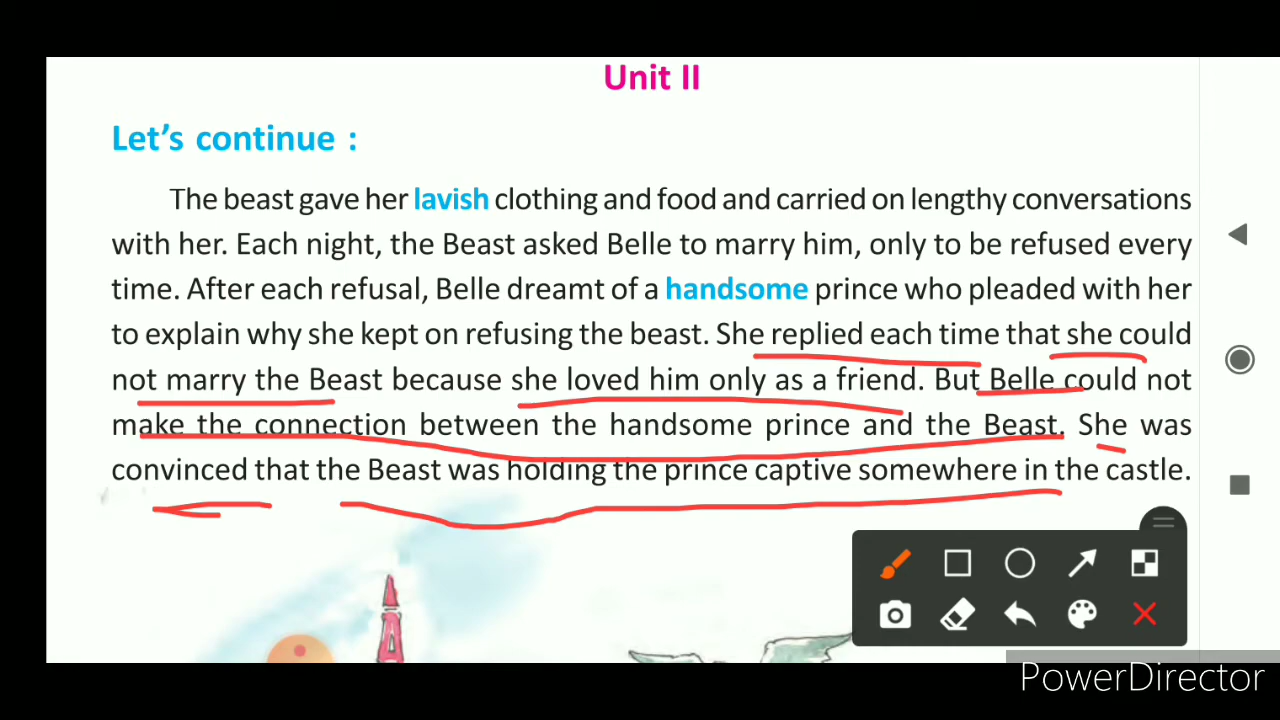 Unit II
Let's continue :
The beast gave her lavish clothing and food and carried on lengthy conversations
with her. Each night, the Beast asked Belle to marry him, only to be refused every
time. After each refusal, Belle dreamt of a handsome prince who pleaded with her
to explain why she kept on refusing the beast. She replied each time that she could
not marry the Beast because she loved him only as a friend. But Belle could not
make the connection between the handsome prince and the Beast. She was
convinced that the Beast was holding the prince captive somewhere in the castle.
PowerDirector